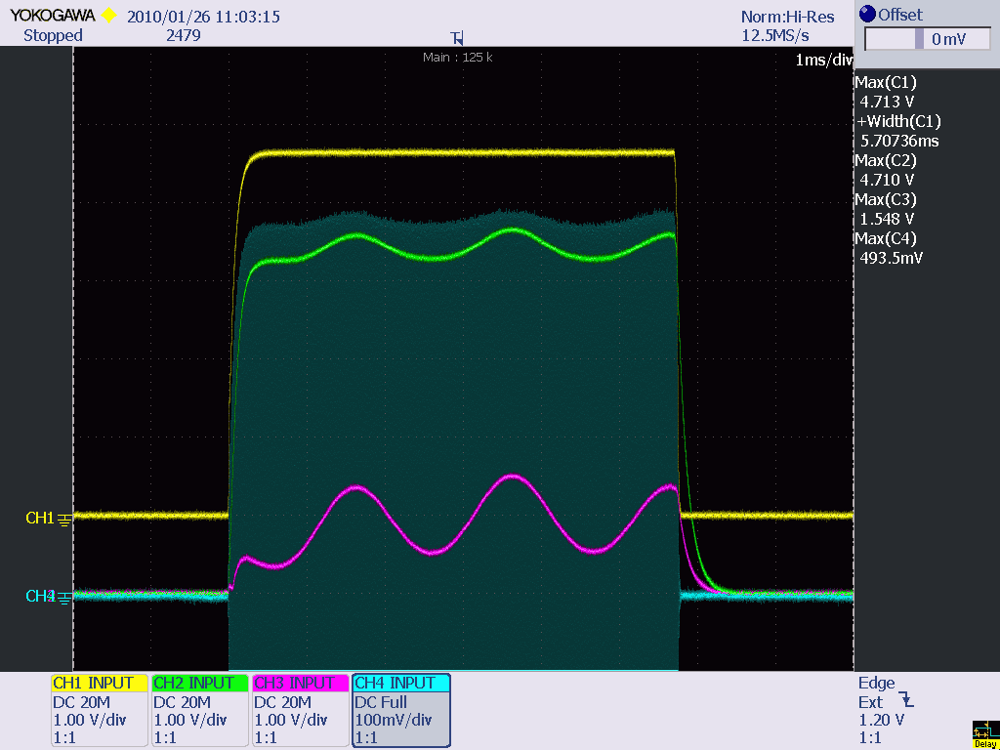 YOKOGAWA 2010/01/26 11:03:15 Norm:Hi-Res Offset
Stopped 2479 12.5MS/s 0mV
Main : 125 k 1ms/div
Max(C1)
4.713 V
+Width(C1)
5.70736ms
Max(C2)
4.710 V
Max(C3)
1.548 V
Max(C4)
493.5mV
CH1
CH4
CH1 INPUT CH2 INPUT CH3 INPUT CH4 INPUT Edge
DC 20M DC 20M DC 20M DC Full Ext
1.00 V/div 1.00 V/div 1.00 V/div 100mV/div 1.20 V
1:1 1:1 1:1 1:1 1:1
Delay